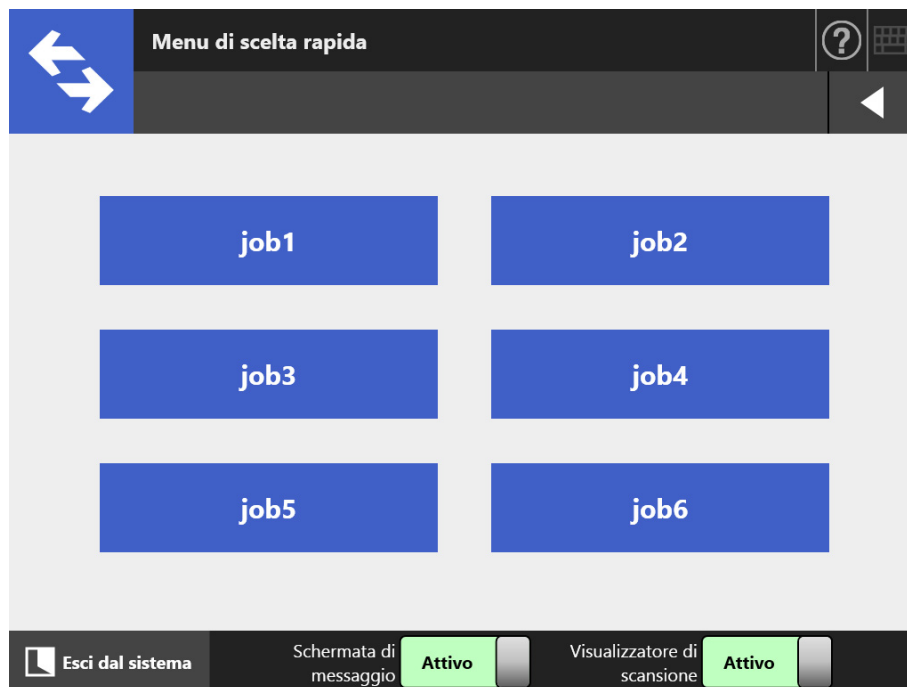 Menu di scelta rapida
?
job1
job2
job3
job4
job5
job6
Esci dal sistema
Schermata di
messaggio
Attivo
Visualizzatore di
scansione
Attivo